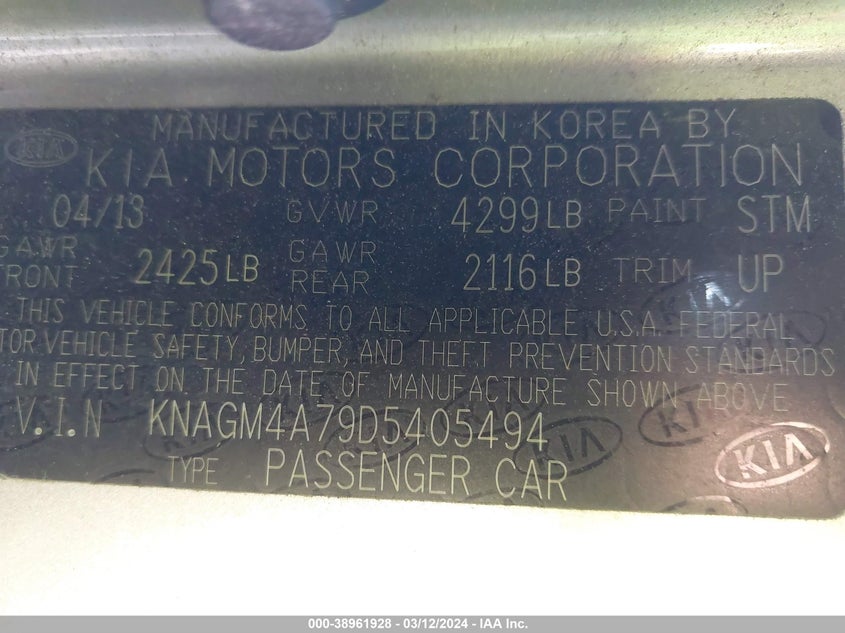 MANUFACTURED IN KOREA BY
KIA KIA MOTORS CORPORATION
04/13 GVWR 4299LB PAINT STM
GAWR FRONT 2425LB GAWR REAR 2116LB TRIM UP
THIS VEHICLE CONFORMS TO ALL APPLICABLE U.S.A. FEDERAL
TOR VEHICLE SAFETY, BUMPER, AND THEFT PREVENTION STANDARDS
IN EFFECT ON THE DATE OF MANUFACTURE SHOWN ABOVE
V.I.N KNAGM4A79D5405494
TYPE PASSENGER CAR
KIA
000-38961928 - 03/12/2024 - IAA Inc.